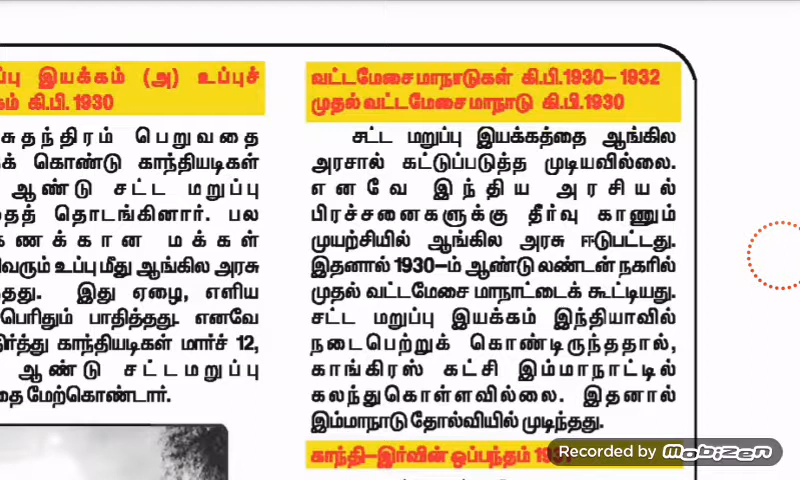 இயக்கம் (அ) உப்புச்
கி.பி. 1930
சுதந்திரம் பெறுவதை
கொண்டு காந்தியடிகள்
ஆண்டு சட்ட மறுப்பு
தொடங்கினார். பல
மக்கள்
உப்பு மீது ஆங்கில அரசு
இது ஏழை, எளிய
பாதித்தது. எனவே
காந்தியடிகள் மார்ச் 12,
ஆண்டு சட்டமறுப்பு
மேற்கொண்டார்.
வட்டமேசை மாநாடுகள் கி.பி.1930– 1932
முதல் வட்டமேசை மாநாடு கி.பி.1930
சட்ட மறுப்பு இயக்கத்தை ஆங்கில
அரசால் கட்டுப்படுத்த முடியவில்லை.
எனவே இந்திய அரசியல்
பிரச்சனைகளுக்கு தீர்வு காணும்
முயற்சியில் ஆங்கில அரசு ஈடுபட்டது.
இதனால் 1930–ம் ஆண்டு லண்டன் நகரில்
முதல் வட்டமேசை மாநாட்டைக் கூட்டியது.
சட்ட மறுப்பு இயக்கம் இந்தியாவில்
நடைபெற்றுக் கொண்டிருந்ததால்,
காங்கிரஸ் கட்சி இம்மாநாட்டில்
கலந்துகொள்ளவில்லை. இதனால்
இம்மாநாடு தோல்வியில் முடிந்தது.
காந்தி–இர்வின் ஒப்பந்தம்
Recorded by Mobizen